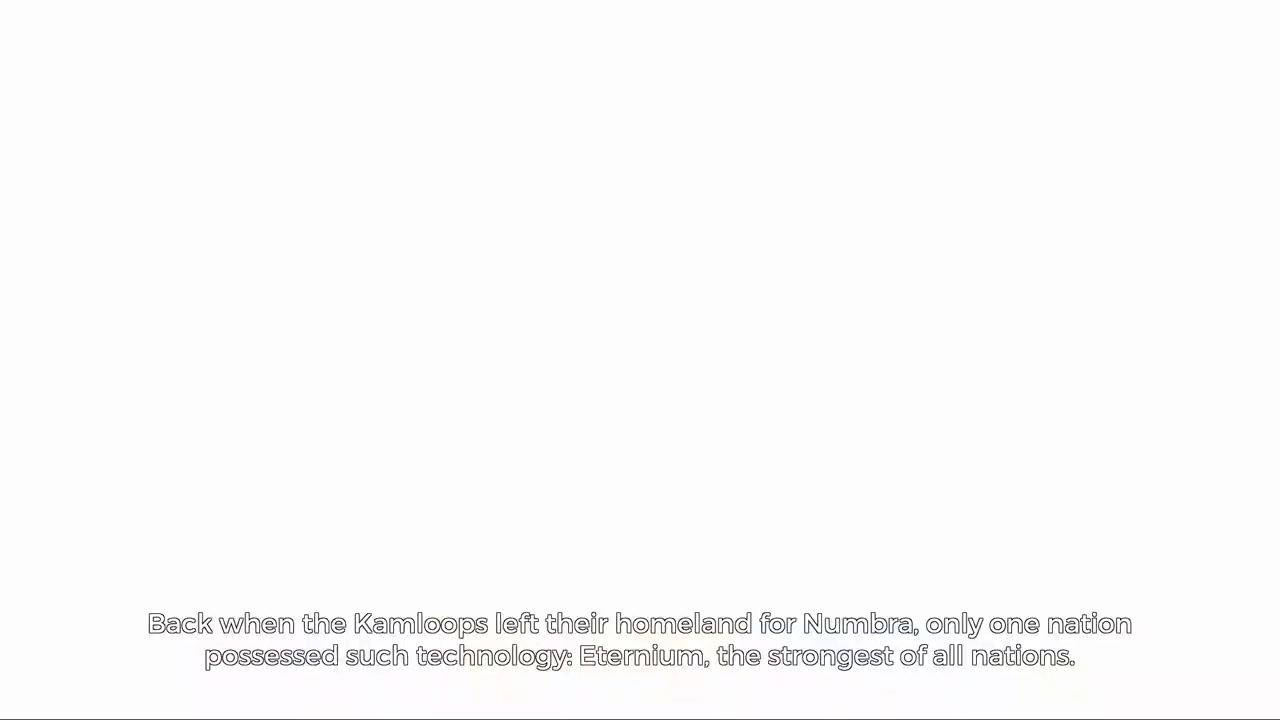 Back when the Kamloops left their homeland for Numbra, only one nation
possessed such technology: Eternium, the strongest of all nations.